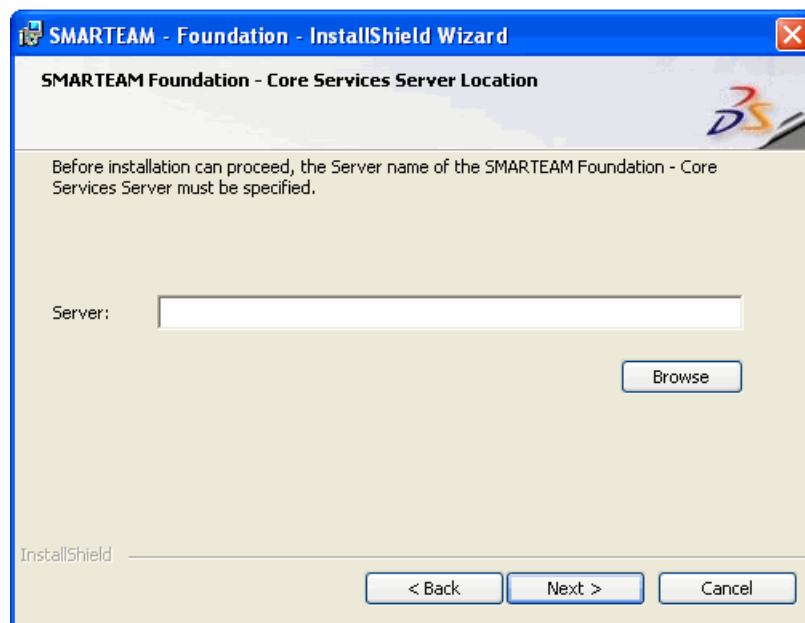 SMARTEAM - Foundation - InstallShield Wizard
SMARTEAM Foundation - Core Services Server Location
Before installation can proceed, the Server name of the SMARTEAM Foundation - Core
Services Server must be specified.
Server:
Browse
InstallShield
< Back Next > Cancel